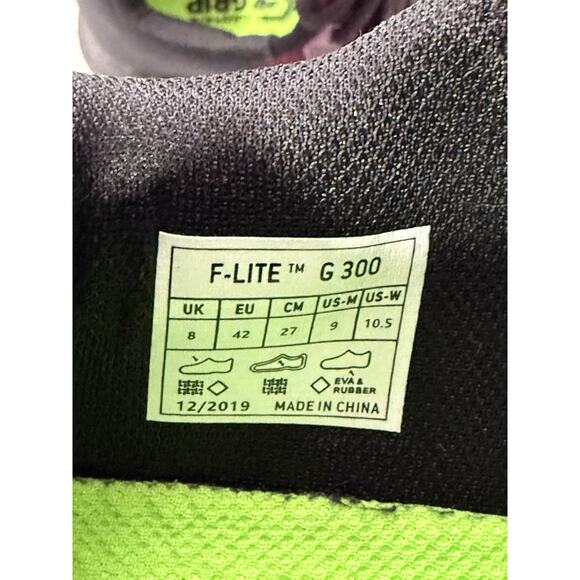 F-LITE ™ G 300
UK EU CM US-M US-W
8 42 27 9 10.5
EVA &
RUBBER
12/2019 MADE IN CHINA